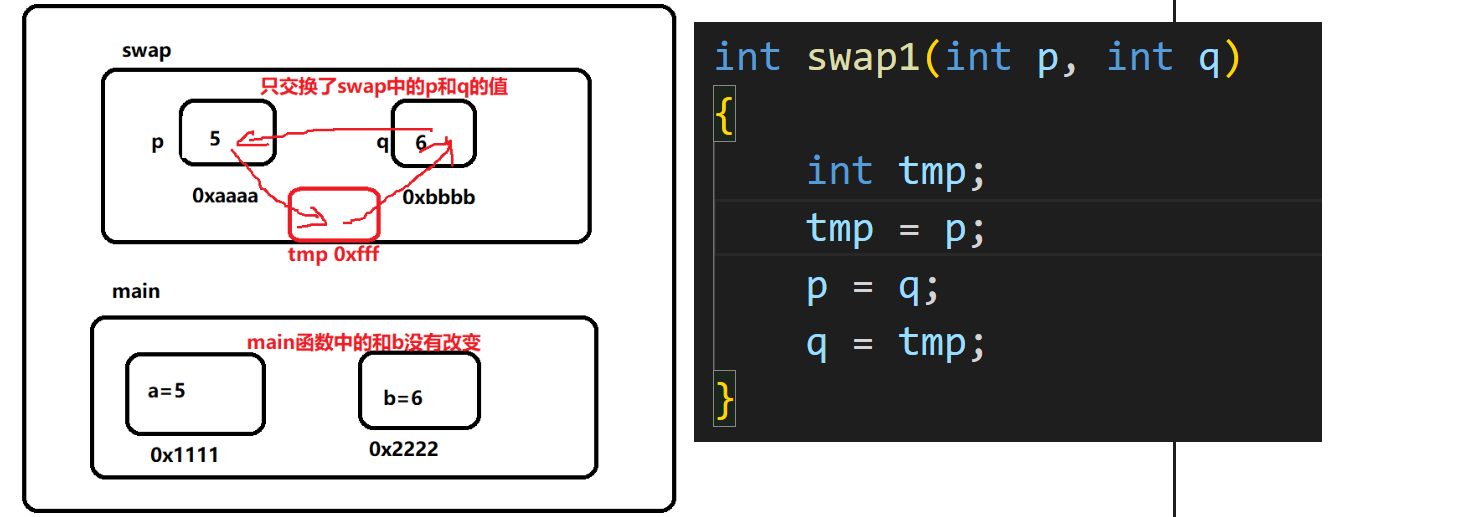 swap
只交换了swap中的p和q的值
p
5
q
6
0xaaaa
0xbbbb
tmp 0xfff
main
main函数中的和b没有改变
a=5
b=6
0x1111
0x2222
int swap1(int p, int q)
{
int tmp;
tmp = p;
p = q;
q = tmp;
}